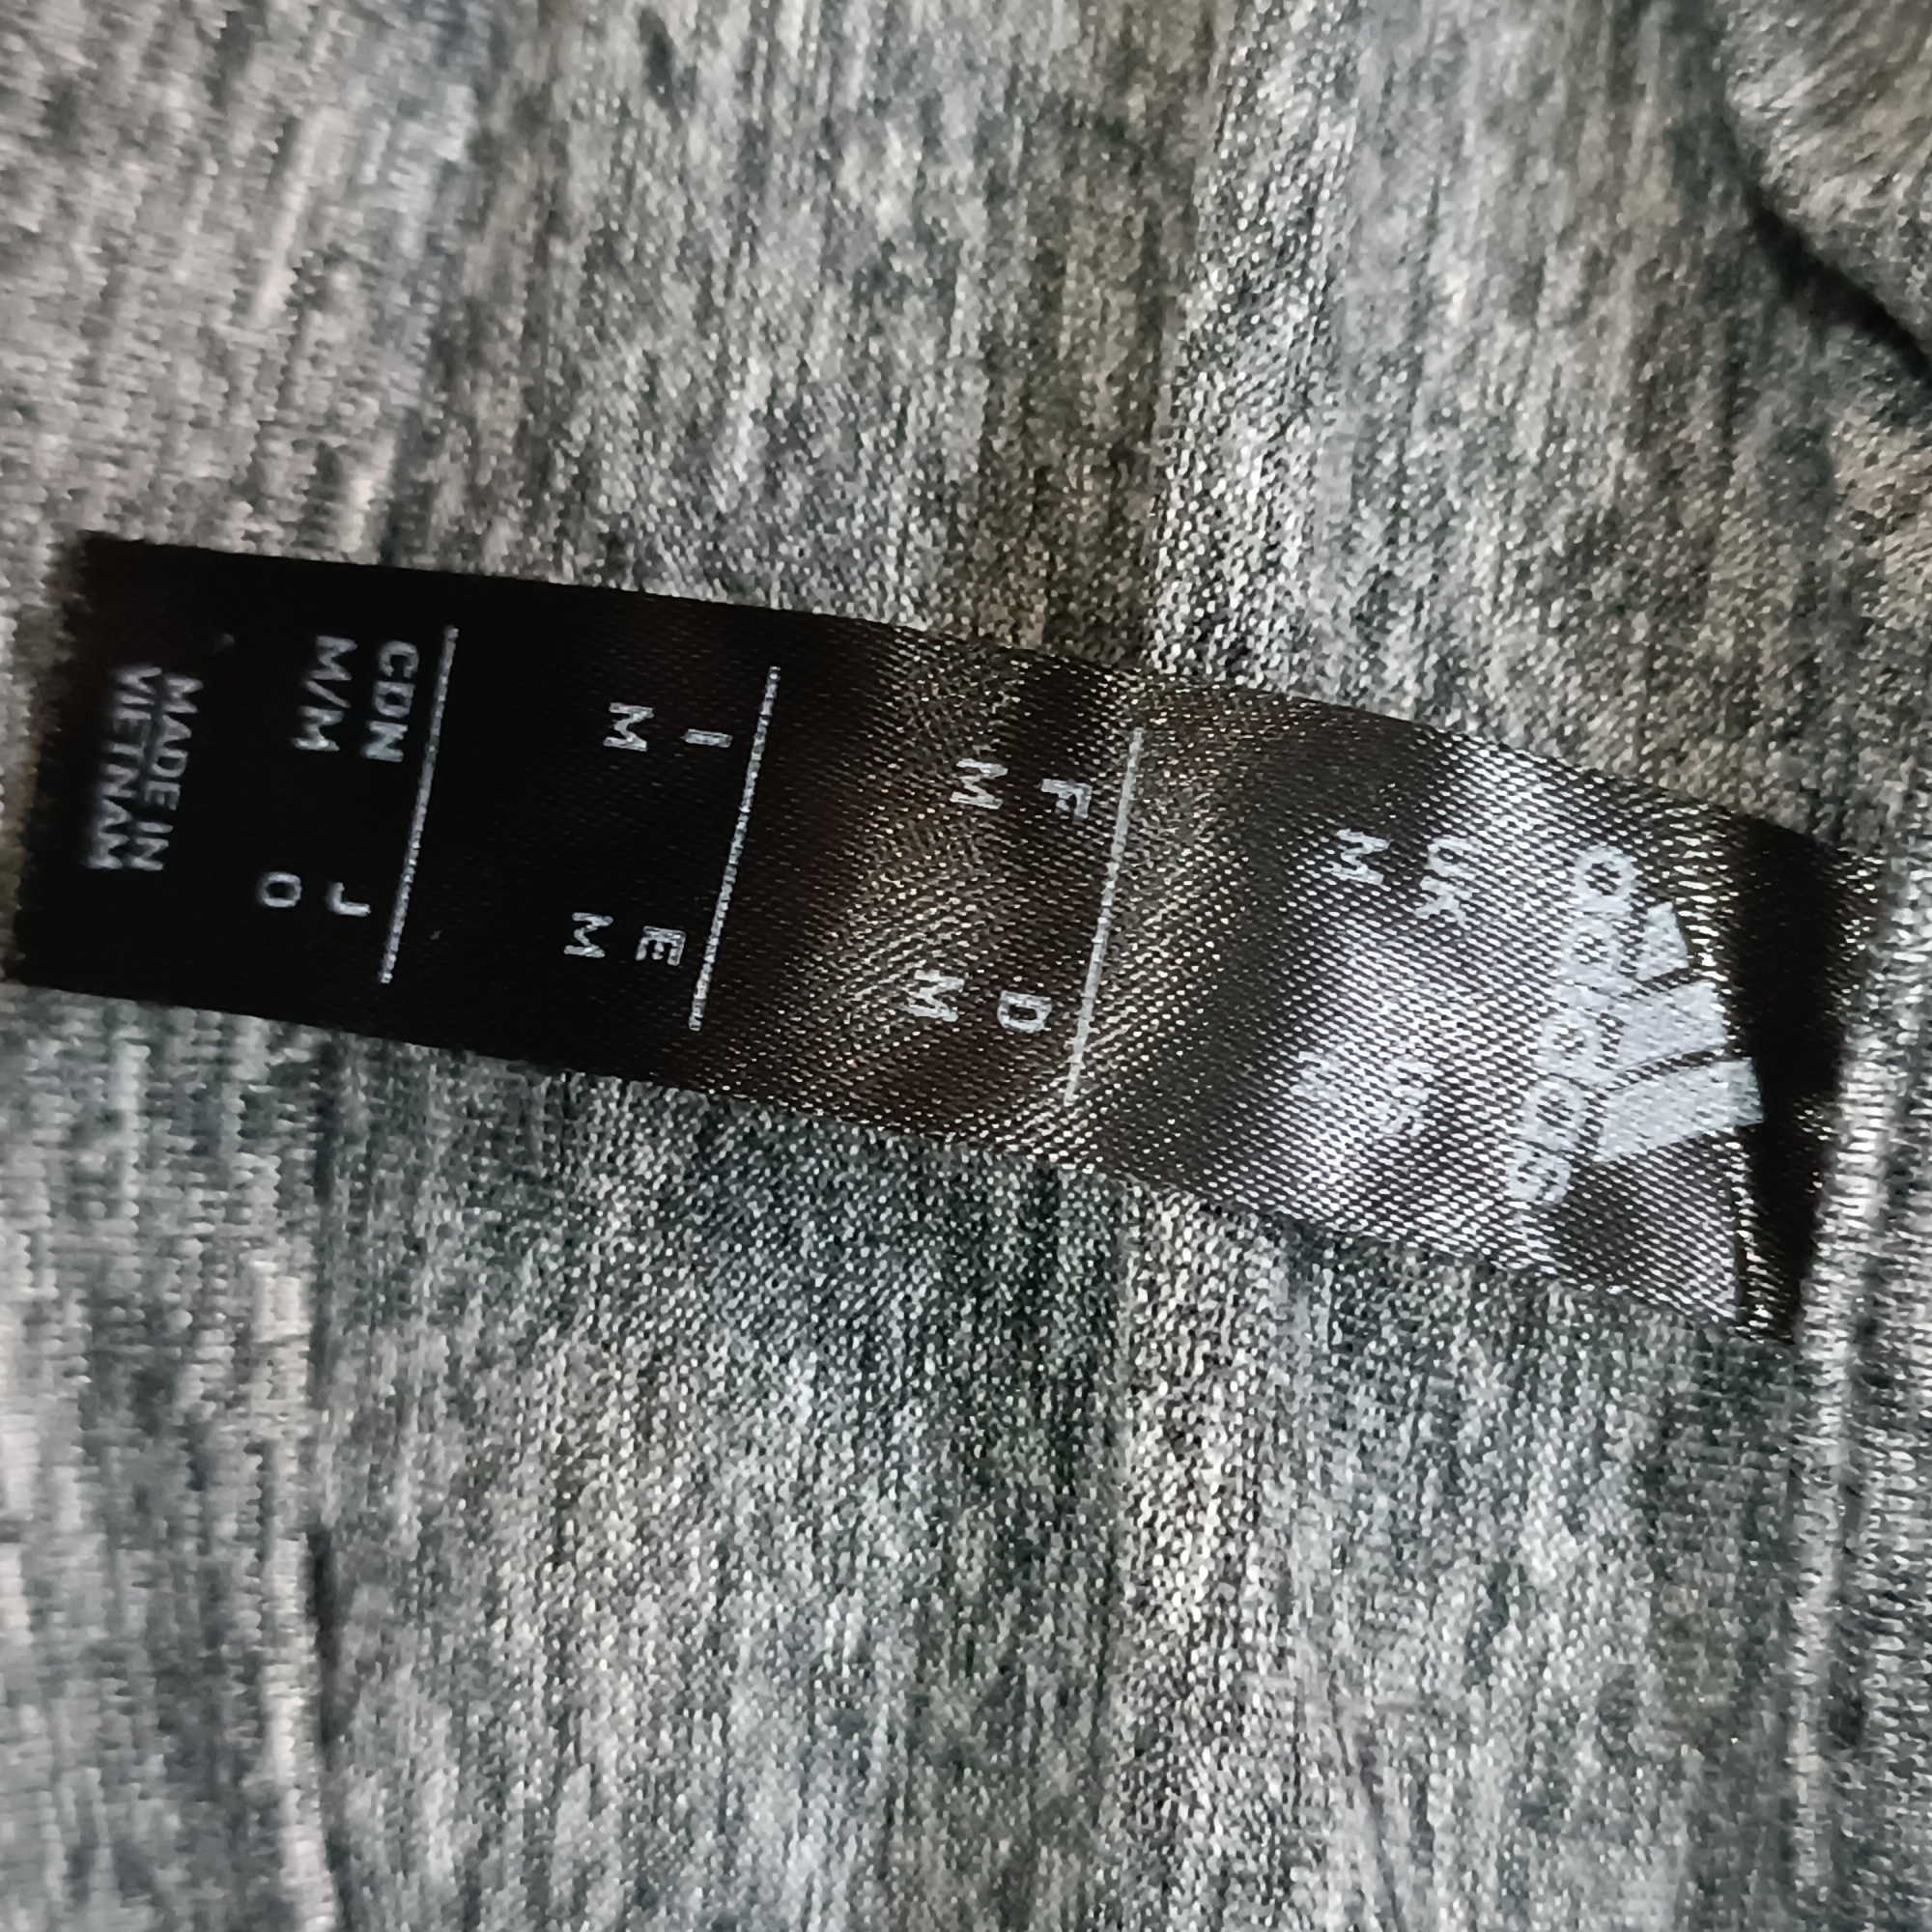 adidas
UK
M
F D
M M
I E
M M
CDN J
M/M O
MADE IN
VIETNAM